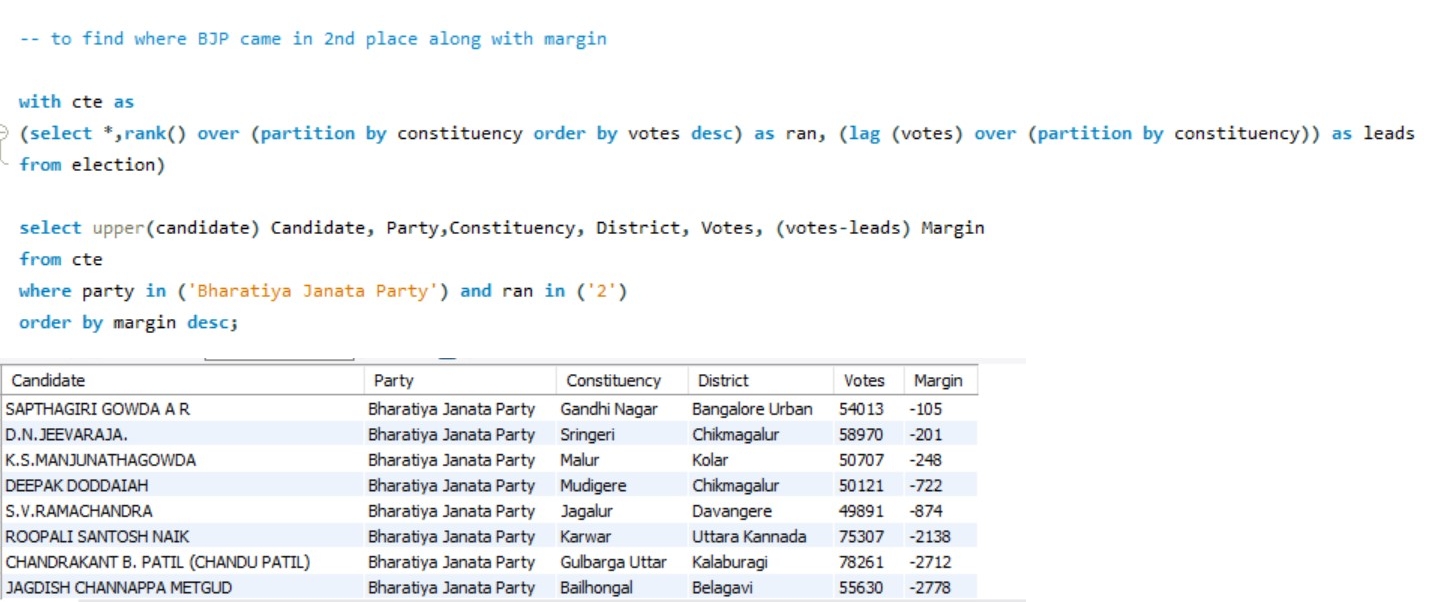 -- to find where BJP came in 2nd place along with margin
with cte as
(select *,rank() over (partition by constituency order by votes desc) as ran, (lag (votes) over (partition by constituency)) as leads
from election)
select upper(candidate) Candidate, Party,Constituency, District, Votes, (votes-leads) Margin
from cte
where party in ('Bharatiya Janata Party') and ran in ('2')
order by margin desc;
Candidate Party Constituency District Votes Margin
SAPTHAGIRI GOWDA A R Bharatiya Janata Party Gandhi Nagar Bangalore Urban 54013 -105
D.N.JEEVARAJA. Bharatiya Janata Party Sringeri Chikmagalur 58970 -201
K.S.MANJUNATHAGOWDA Bharatiya Janata Party Malur Kolar 50707 -248
DEEPAK DODDAIAH Bharatiya Janata Party Mudigere Chikmagalur 50121 -722
S.V.RAMACHANDRA Bharatiya Janata Party Jagalur Davangere 49891 -874
ROOPALI SANTOSH NAIK Bharatiya Janata Party Karwar Uttara Kannada 75307 -2138
CHANDRAKANT B. PATIL (CHANDU PATIL) Bharatiya Janata Party Gulbarga Uttar Kalaburagi 78261 -2712
JAGDISH CHANNAPPA METGUD Bharatiya Janata Party Bailhongal Belagavi 55630 -2778